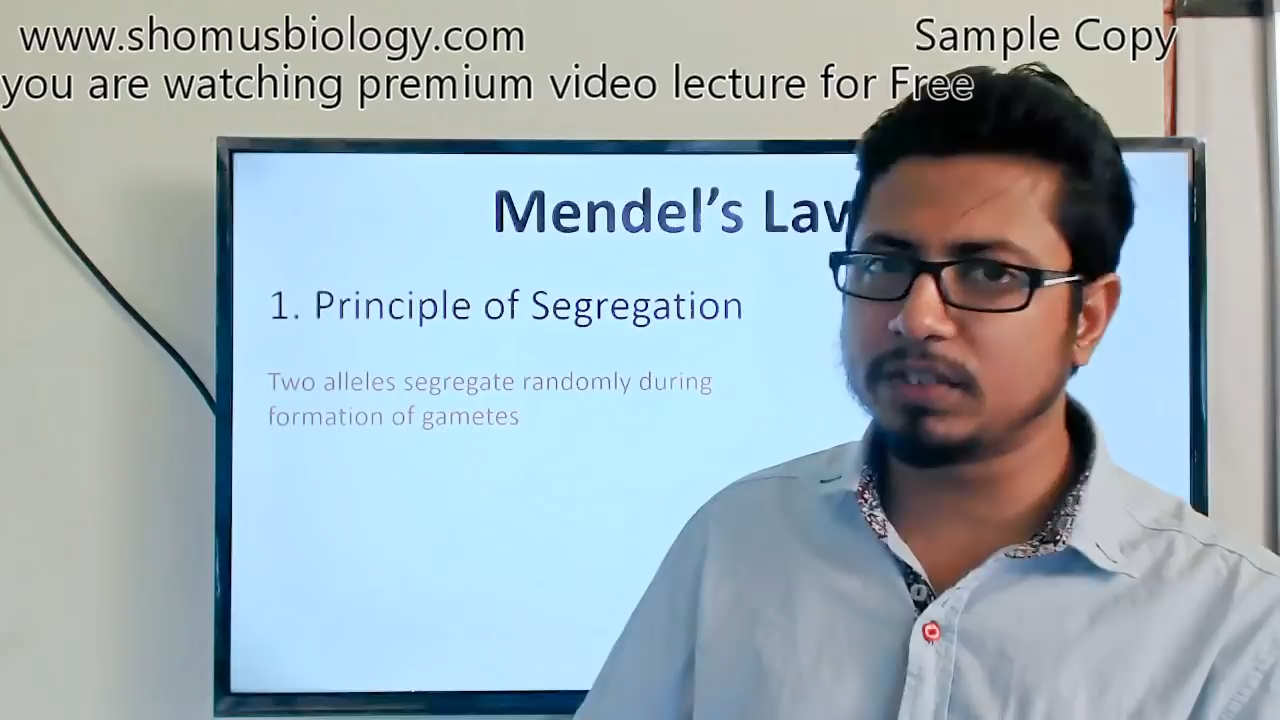 www.shomusbiology.com
Sample Copy
you are watching premium video lecture for Free
Mendel's Law
1. Principle of Segregation
Two alleles segregate randomly during
formation of gametes